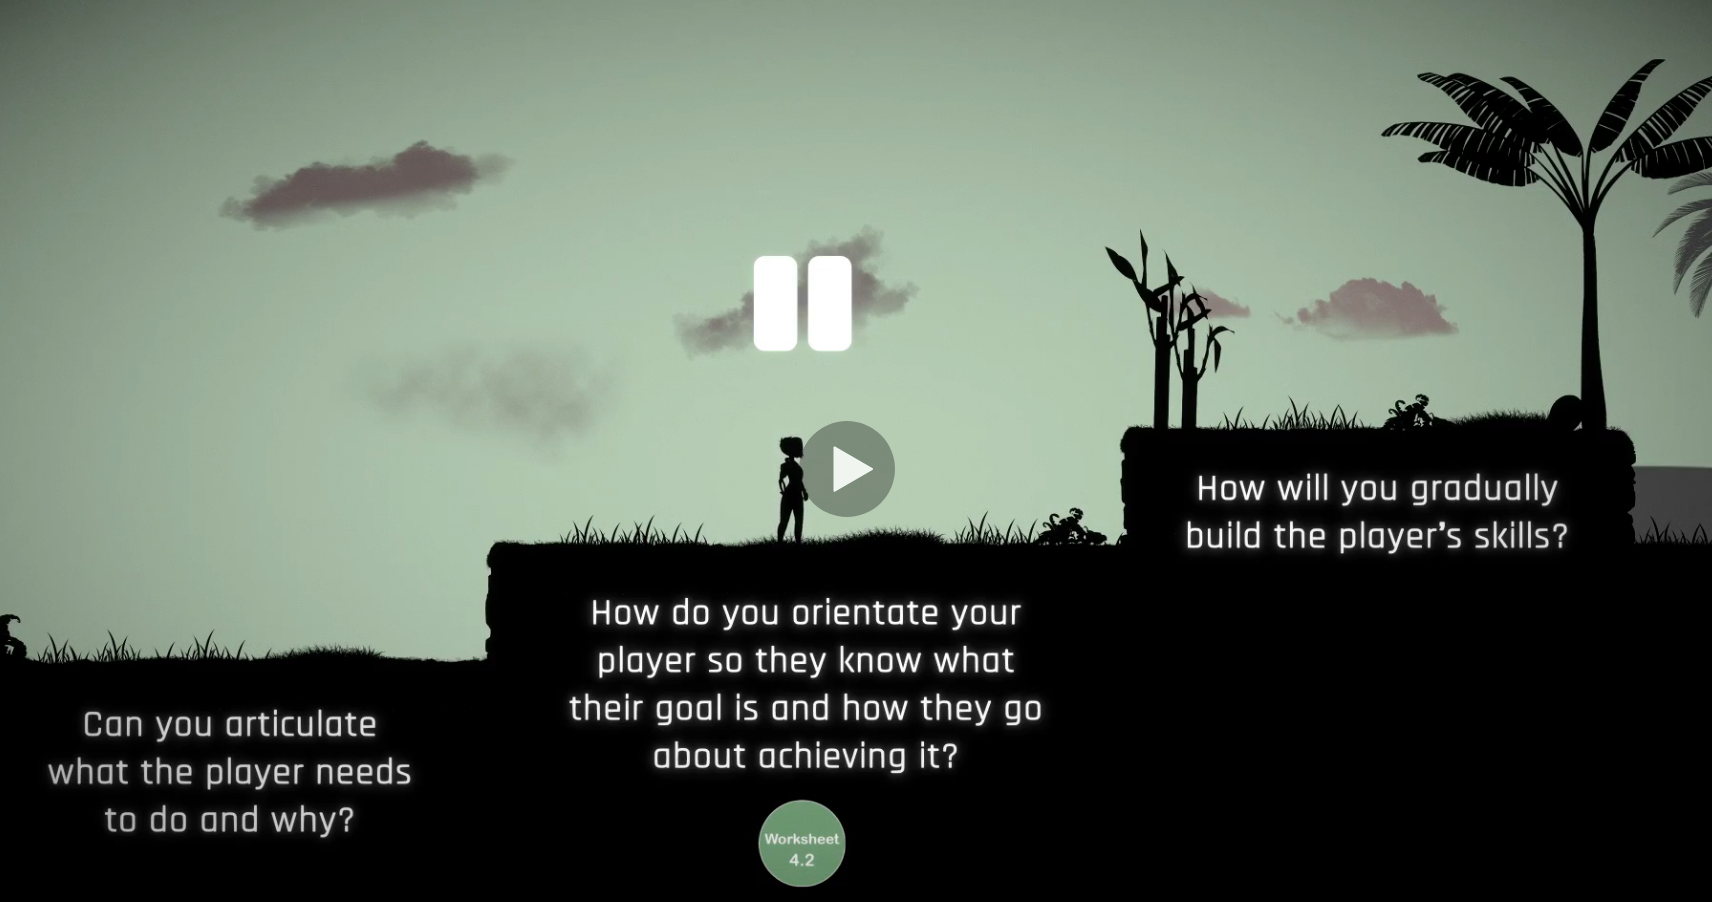 Can you articulate
what the player needs
to do and why?
How do you orientate your
player so they know what
their goal is and how they go
about achieving it?
Worksheet
4.2
How will you gradually
build the player's skills?